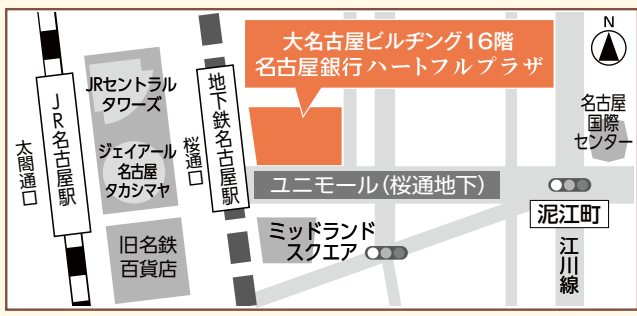 大名古屋ビルヂング16階
名古屋銀行ハートフルプラザ
N
名古屋
国際
センター
JRセントラル
タワーズ
地下鉄名古屋駅
桜通口
JR名古屋駅
太閤通口
ジェイアール
名古屋
タカシマヤ
ユニモール(桜通地下)
泥江町
江川線
ミッドランド
スクエア
旧名鉄
百貨店